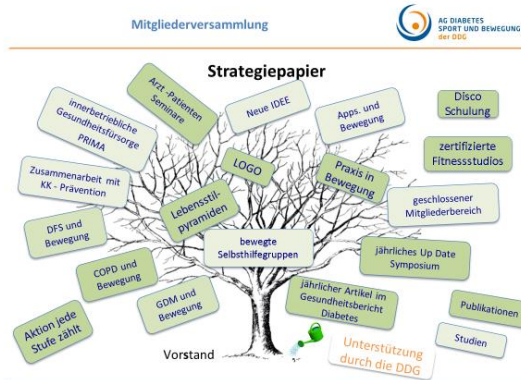 Mitgliederversammlung
AG DIABETES
SPORT UND BEWEGUNG
der DDG
Strategiepapier
innerbetriebliche
Gesundheitsfürsorge
PRIMA
Arzt -Patienten
Seminare
Neue IDEE
Apps. und
Bewegung
Disco
Schulung
Zusammenarbeit mit
KK - Prävention
LOGO
Praxis in
Bewegung
zertifizierte
Fitnessstudios
Lebensstil-
pyramiden
geschlossener
Mitgliederbereich
DFS und
Bewegung
bewegte
Selbsthilfegruppen
jährliches Up Date
Symposium
COPD und
Bewegung
GDM und
Bewegung
jährlicher Artikel im
Gesundheitsbericht
Diabetes
Publikationen
Aktion jede
Stufe zählt
Vorstand
Unterstützung
durch die DDG
Studien